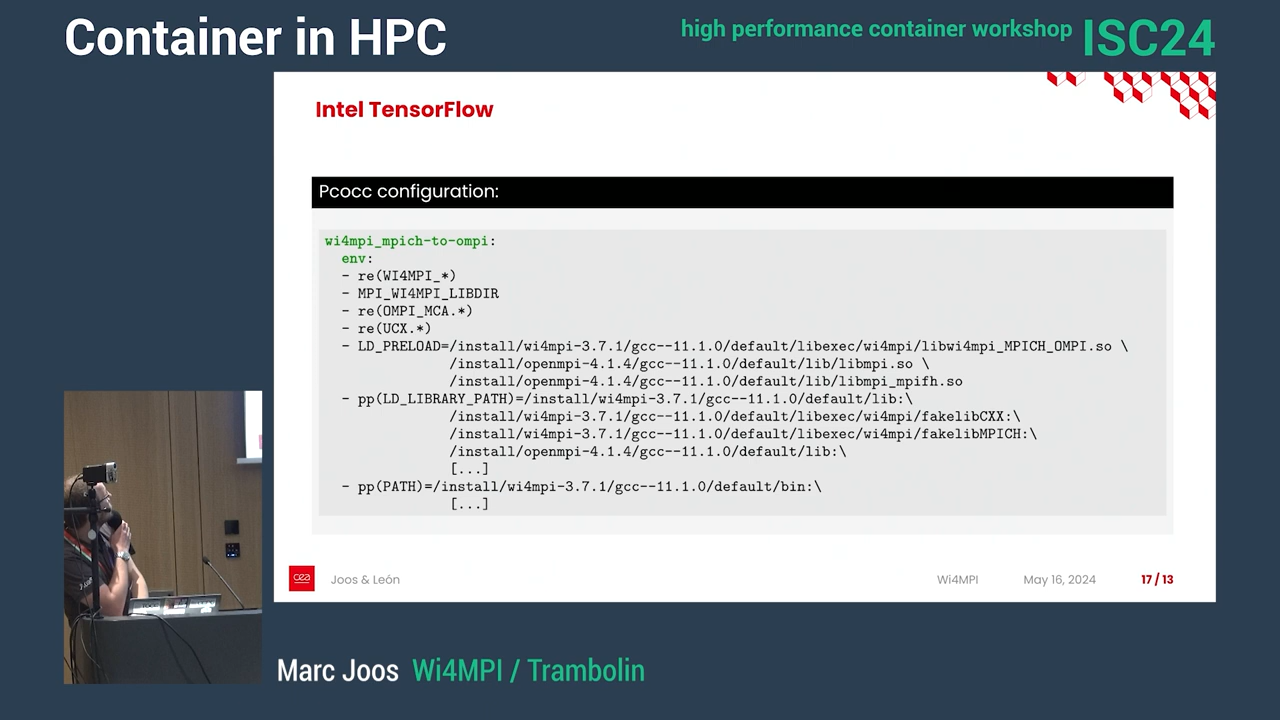 Container in HPC
high performance container workshop ISC24
Intel TensorFlow
Pcocc configuration:
wi4mpi_mpich-to-ompi:
env:
- re(WI4MPI_*)
- MPI_WI4MPI_LIBDIR
- re(OMPI_MCA.*)
- re(UCX.*)
- LD_PRELOAD=/install/wi4mpi-3.7.1/gcc--11.1.0/default/libexec/wi4mpi/libwi4mpi_MPICH_OMPI.so \
/install/openmpi-4.1.4/gcc--11.1.0/default/lib/libmpi.so \
/install/openmpi-4.1.4/gcc--11.1.0/default/lib/libmpi_mpifh.so
- pp(LD_LIBRARY_PATH)=/install/wi4mpi-3.7.1/gcc--11.1.0/default/lib:\
/install/wi4mpi-3.7.1/gcc--11.1.0/default/libexec/wi4mpi/fakelibCXX:\
/install/wi4mpi-3.7.1/gcc--11.1.0/default/libexec/wi4mpi/fakelibMPICH:\
/install/openmpi-4.1.4/gcc--11.1.0/default/lib:\
[...]
- pp(PATH)=/install/wi4mpi-3.7.1/gcc--11.1.0/default/bin:\
[...]
cea
Joos & León
Wi4MPI
May 16, 2024
17 / 13
Marc Joos Wi4MPI / Trambolin